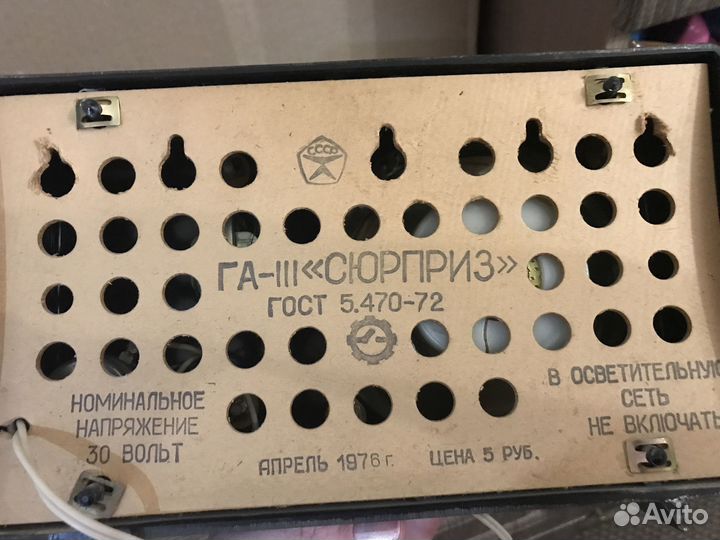 СССР
ГА-III «СЮРПРИЗ»
ГОСТ 5.470-72
НОМИНАЛЬНОЕ
НАПРЯЖЕНИЕ
30 ВОЛЬТ
В ОСВЕТИТЕЛЬНУЮ
СЕТЬ
НЕ ВКЛЮЧАТЬ
АПРЕЛЬ 1976 г. ЦЕНА 5 РУБ.
Avito